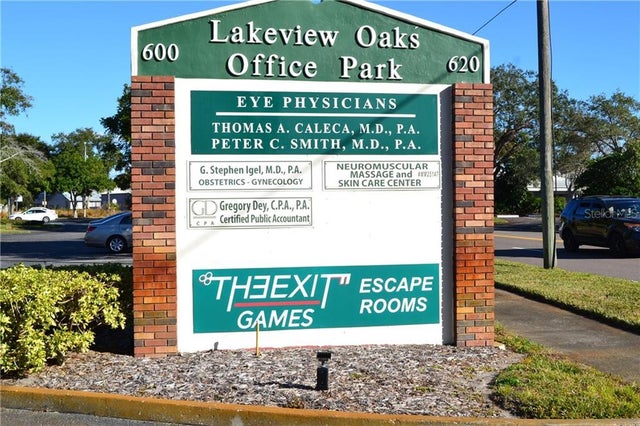 Lakeview Oaks
600
620
Office Park
EYE PHYSICIANS
THOMAS A. CALECA, M.D., P.A.
PETER C. SMITH, M.D., P.A.
G. Stephen Igel, M.D., P.A.
OBSTETRICS - GYNECOLOGY
NEUROMUSCULAR
MASSAGE and
SKIN CARE CENTER
GD
CPA
Gregory Dey, C.P.A., P.A.
Certified Public Accountant
"THEEXIT"
GAMES
ESCAPE
ROOMS
StellarMLS